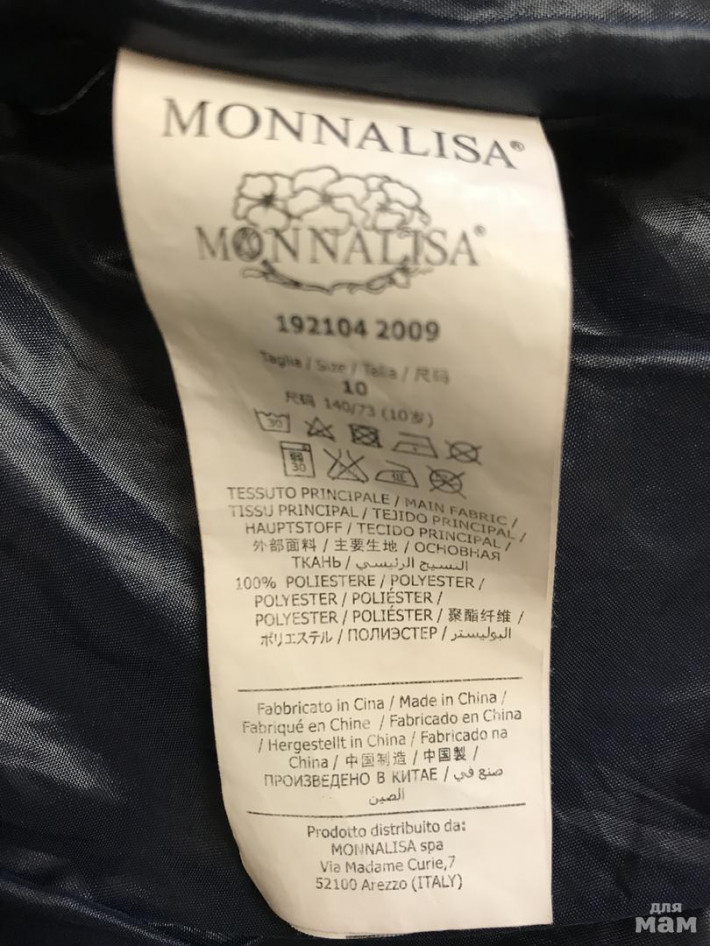 MONNALISA®
MONNALISA®
192104 2009
Taglia / Size / Talla / 尺码
10
尺码 140/73 (10岁)
30
30 低
TESSUTO PRINCIPALE / MAIN FABRIC /
TISSU PRINCIPAL / TEJIDO PRINCIPAL /
HAUPTSTOFF / TECIDO PRINCIPAL /
外部面料 / 主要生地 / ОСНОВНАЯ
ТКАНЬ / النسيج الرئيسي
100% POLIESTERE / POLYESTER /
POLYESTER / POLIÉSTER /
POLYESTER / POLIÉSTER / 聚酯纤维 /
ポリエステル / ПОЛИЭСТЕР / البوليستر
Fabbricato in Cina / Made in China /
Fabriqué en Chine / Fabricado en China
/ Hergestellt in China / Fabricado na
China / 中国制造 / 中国製 /
ПРОИЗВЕДЕНО В КИТАЕ / صنع في
الصين
Prodotto distribuito da:
MONNALISA spa
Via Madame Curie,7
52100 Arezzo (ITALY)
для
мам